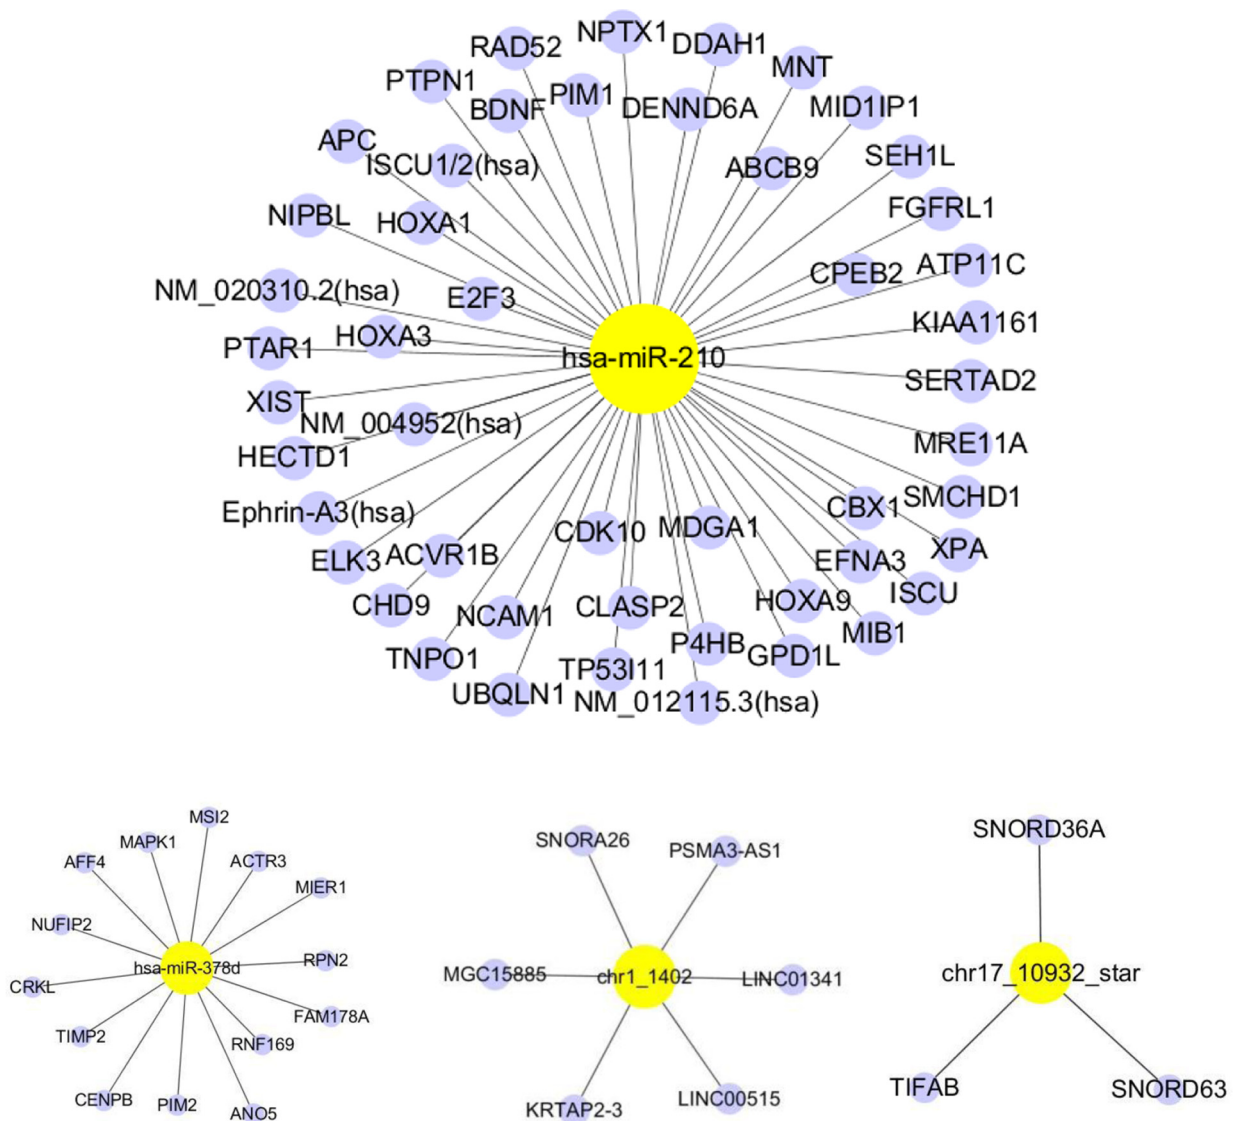 NPTX1
DDAH1
RAD52
MNT
PTPN1
PIM1
BDNF
DENND6A
MID1IP1
APC
ISCU1/2(hsa)
ABCB9
SEH1L
NIPBL
HOXA1
FGFRL1
NM_020310.2(hsa)
E2F3
CPEB2
ATP11C
PTAR1
HOXA3
KIAA1161
hsa-miR-210
SERTAD2
XIST
NM_004952(hsa)
HECTD1
MRE11A
Ephrin-A3(hsa)
CBX1
SMCHD1
CDK10
MDGA1
XPA
ELK3
ACVR1B
EFNA3
ISCU
CHD9
NCAM1
CLASP2
HOXA9
MIB1
TNPO1
P4HB
GPD1L
TP53I11
UBQLN1
NM_012115.3(hsa)
MSI2
MAPK1
AFF4
ACTR3
MIER1
NUFIP2
RPN2
hsa-miR-378d
CRKL
FAM178A
TIMP2
RNF169
CENPB
PIM2
ANO5
SNORA26
PSMA3-AS1
MGC15885
chr1_1402
LINC01341
KRTAP2-3
LINC00515
SNORD36A
chr17_10932_star
TIFAB
SNORD63